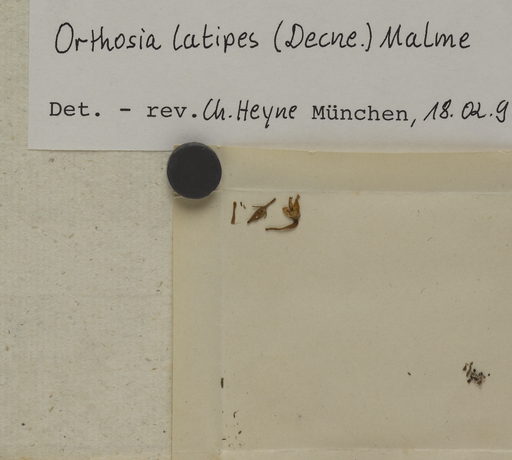 Orthosia latipes (Decne.) Malme
Det. - rev. Ch. Heyne München, 18. 02. 9